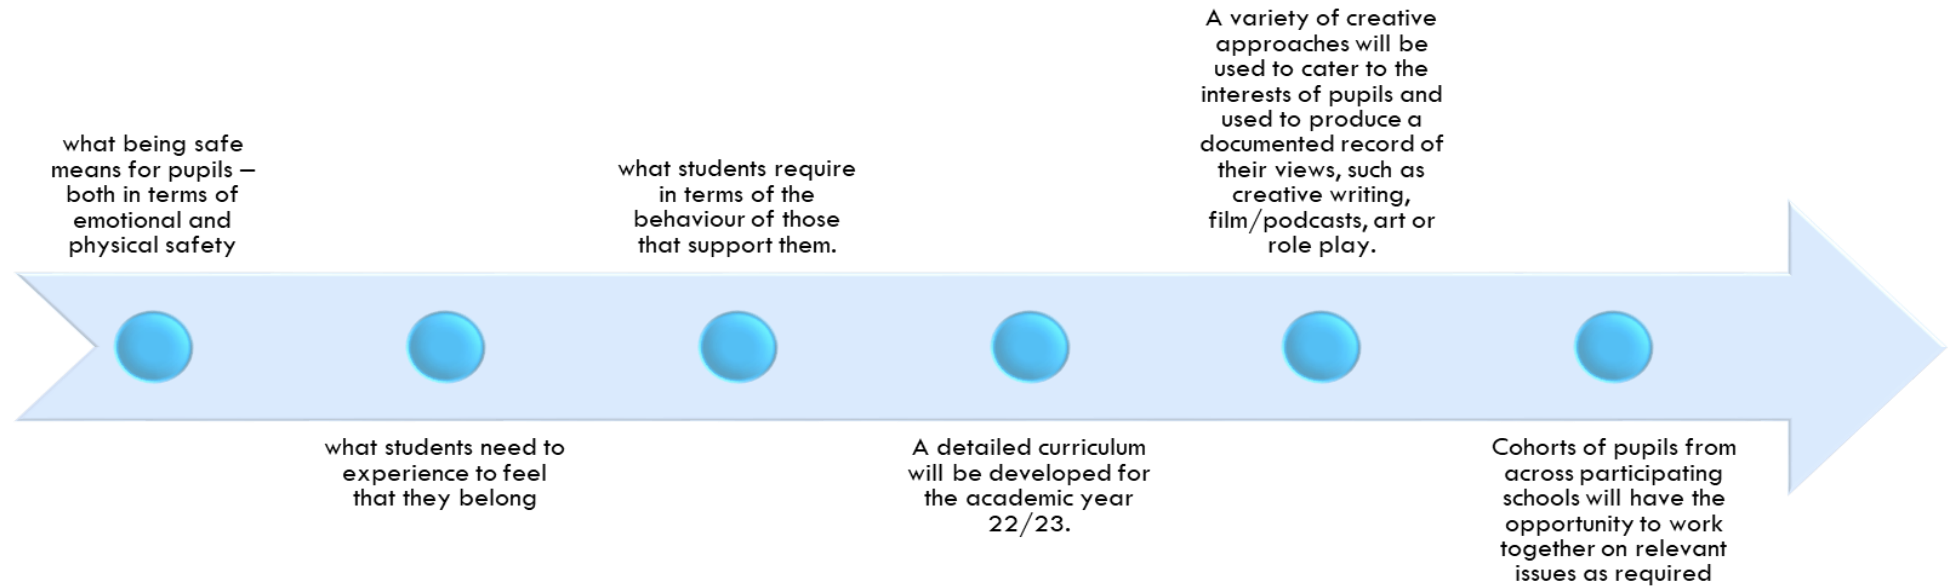 what being safe
means for pupils –
both in terms of
emotional and
physical safety
what students need to
experience to feel
that they belong
what students require
in terms of the
behaviour of those
that support them.
A detailed curriculum
will be developed for
the academic year
22/23.
A variety of creative
approaches will be
used to cater to the
interests of pupils and
used to produce a
documented record of
their views, such as
creative writing,
film/podcasts, art or
role play.
Cohorts of pupils from
across participating
schools will have the
opportunity to work
together on relevant
issues as required